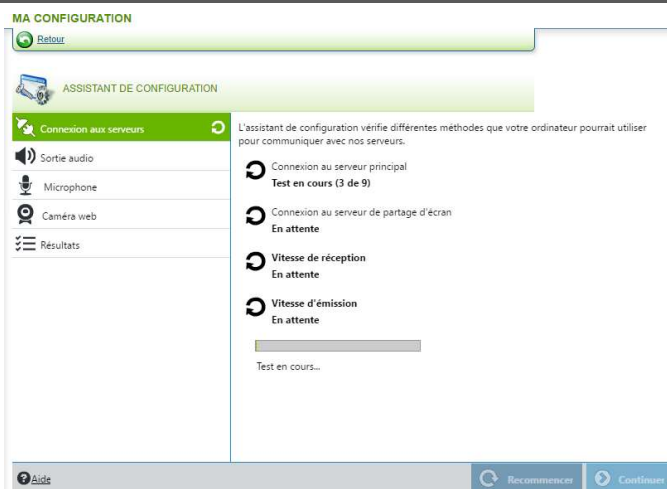 MA CONFIGURATION
Retour
ASSISTANT DE CONFIGURATION
Connexion aux serveurs
Sortie audio
Microphone
Caméra web
Résultats
L'assistant de configuration vérifie différentes méthodes que votre ordinateur pourrait utiliser
pour communiquer avec nos serveurs.
Connexion au serveur principal
Test en cours (3 de 9)
Connexion au serveur de partage d'écran
En attente
Vitesse de réception
En attente
Vitesse d'émission
En attente
Test en cours...
Aide
Recommencer
Continuer